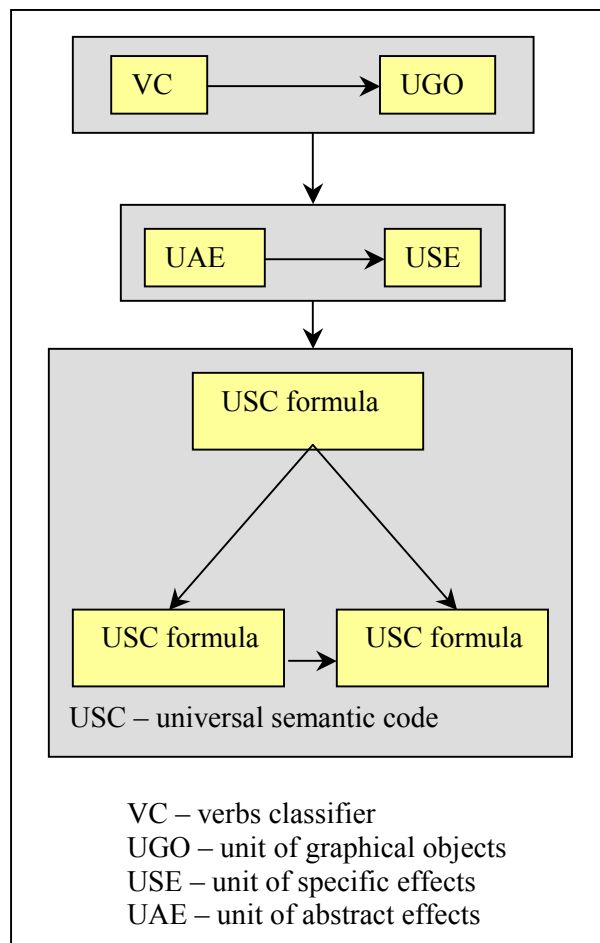 VC UGO
UAE USE
USC formula
USC formula USC formula
USC – universal semantic code
VC – verbs classifier
UGO – unit of graphical objects
USE – unit of specific effects
UAE – unit of abstract effects